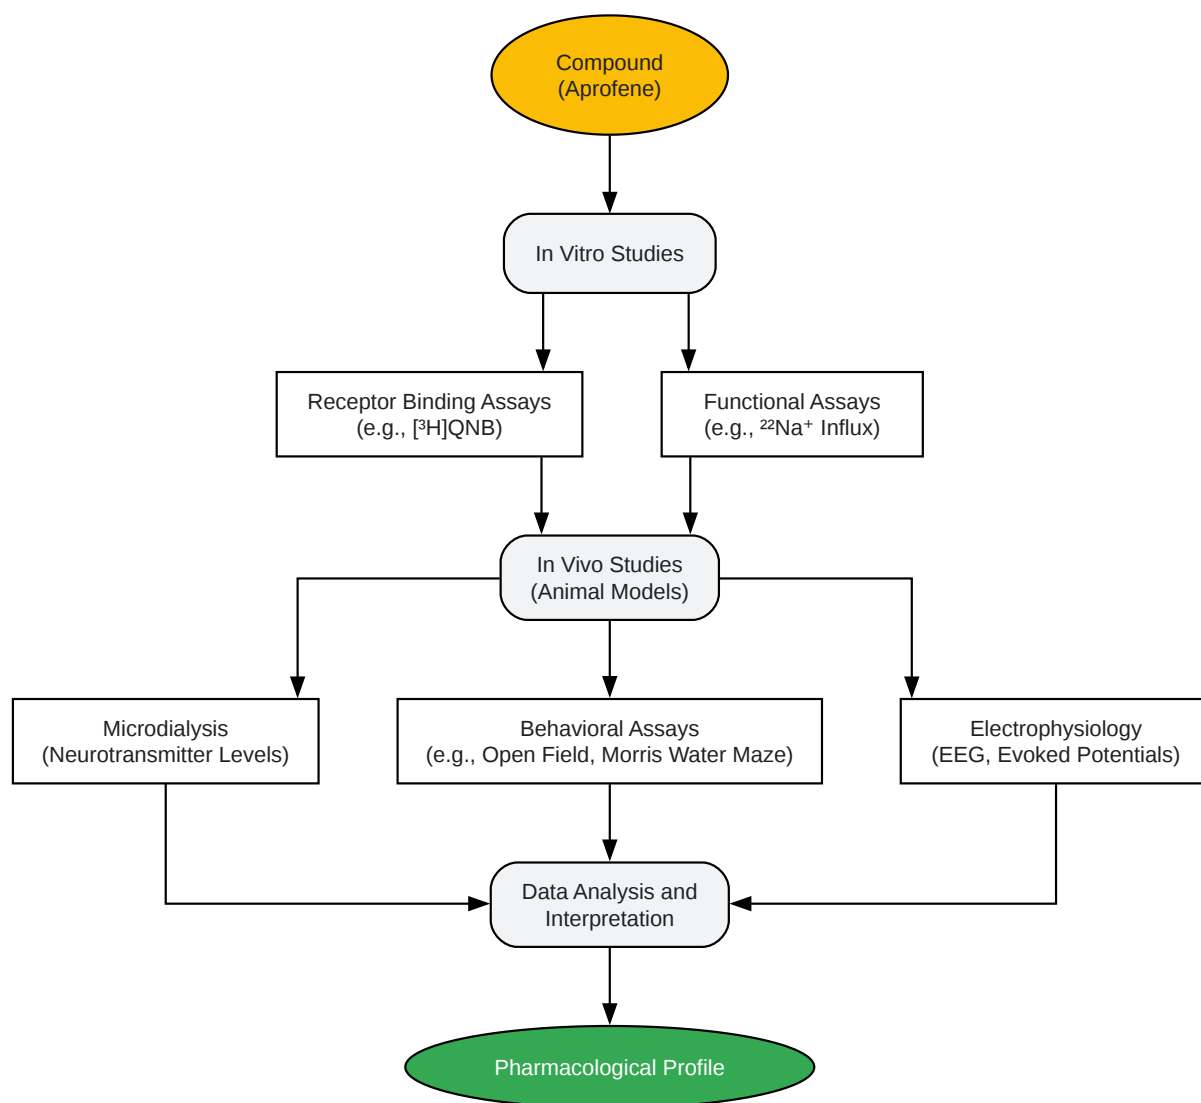 Compound
(Aprofene)
In Vitro Studies
Receptor Binding Assays
(e.g., [³H]QNB)
Functional Assays
(e.g., ²²Na⁺ Influx)
In Vivo Studies
(Animal Models)
Microdialysis
(Neurotransmitter Levels)
Behavioral Assays
(e.g., Open Field, Morris Water Maze)
Electrophysiology
(EEG, Evoked Potentials)
Data Analysis and
Interpretation
Pharmacological Profile